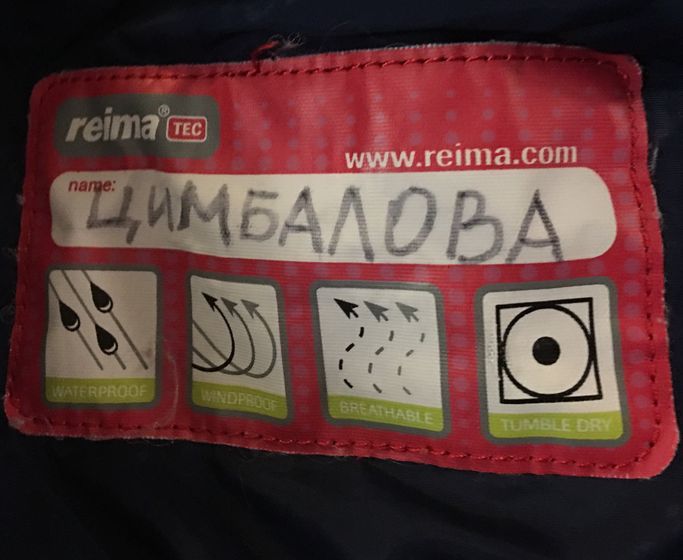 reima® TEC
www.reima.com
name: ЦИМБАЛОВА
WATERPROOF WINDPROOF BREATHABLE TUMBLE DRY